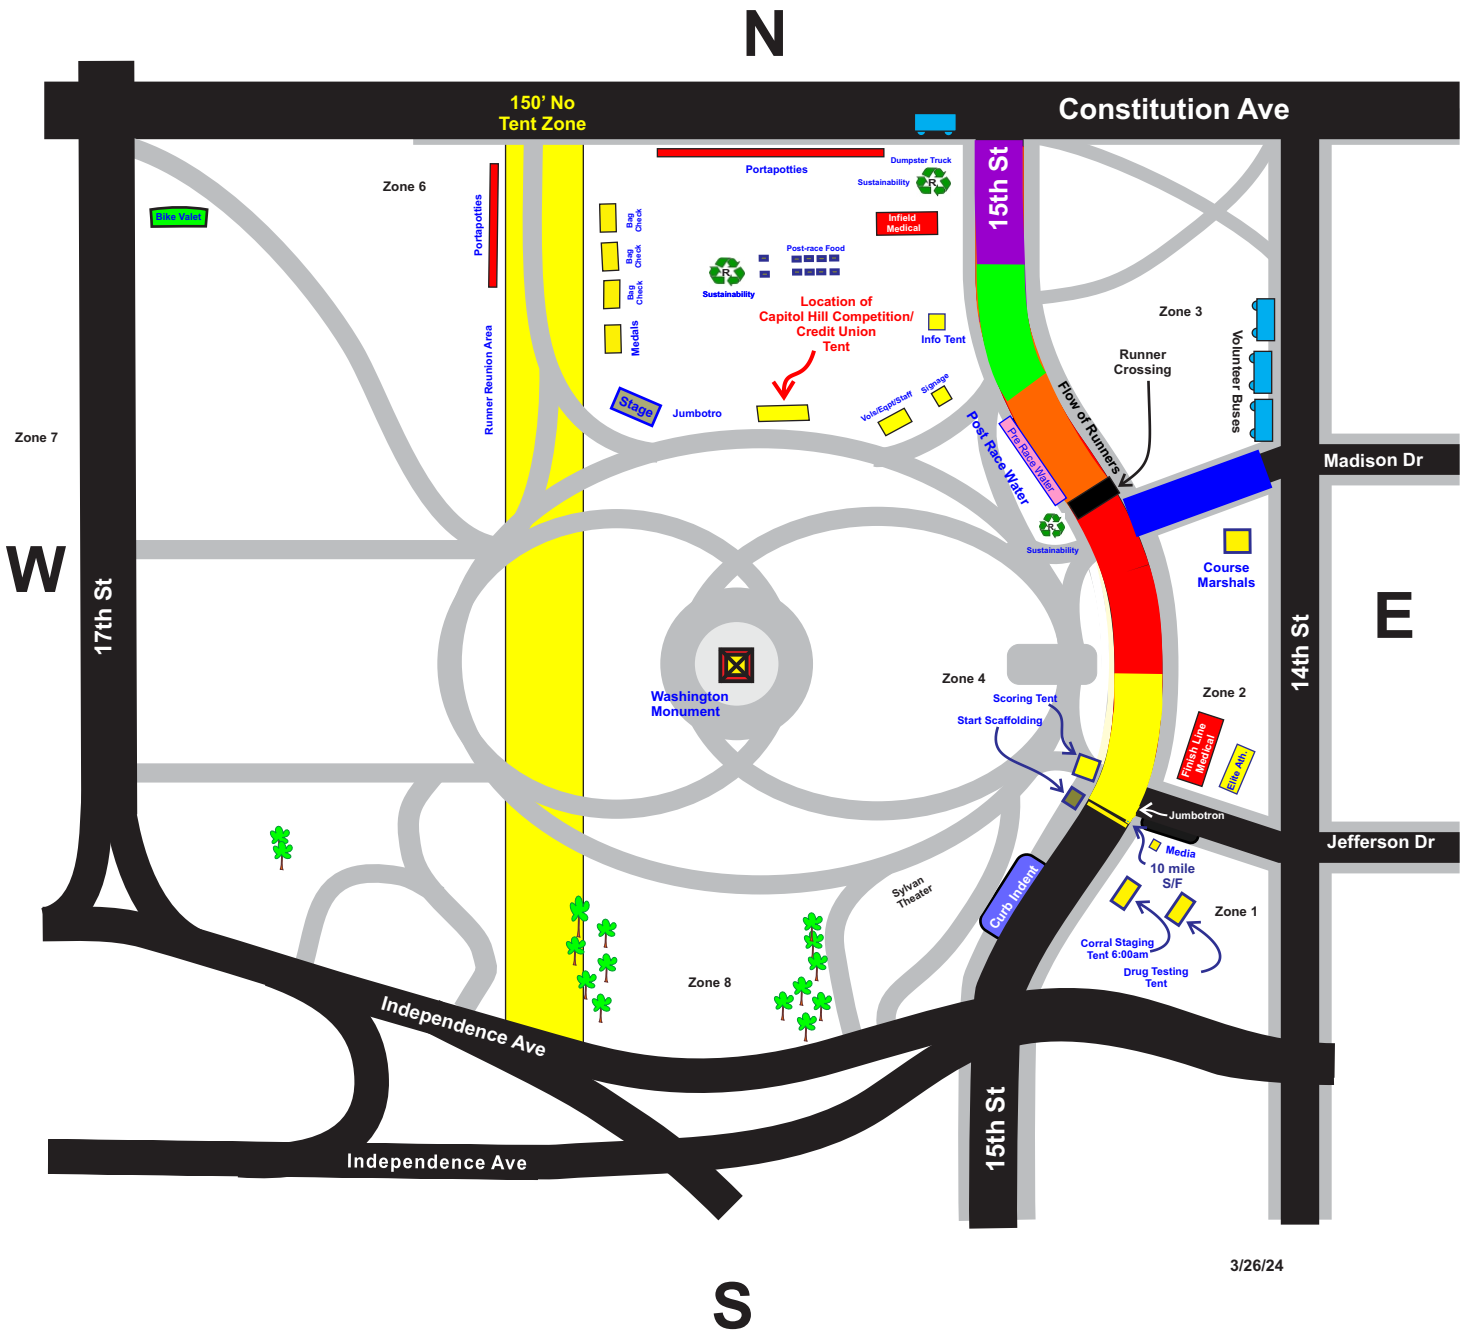 N
150' No
Tent Zone
Constitution Ave
15th St
Dumpster Truck
Portapotties
Sustainability
R
Zone 6
Bike Valet
Portapotties
Bag
Check
Bag
Check
Bag
Check
Medals
Infield
Medical
Post-race Food
R
Sustainability
Location of
Capitol Hill Competition/
Credit Union
Tent
Info Tent
Zone 3
Volunteer Buses
Runner
Crossing
Runner Reunion Area
Stage
Jumbotro
Vols/Eqpt/Staff
Signage
Flow of Runners
Pre Race Water
Post Race Water
Zone 7
Madison Dr
R
Sustainability
Course
Marshals
W
17th St
E
14th St
Washington
Monument
Zone 4
Scoring Tent
Start Scaffolding
Zone 2
Finish Line
Medical
Elite Ath.
Jumbotron
Jefferson Dr
Media
10 mile
S/F
Sylvan
Theater
Curb Indent
Zone 1
Corral Staging
Tent 6:00am
Drug Testing
Tent
Zone 8
Independence Ave
15th St
Independence Ave
3/26/24
S